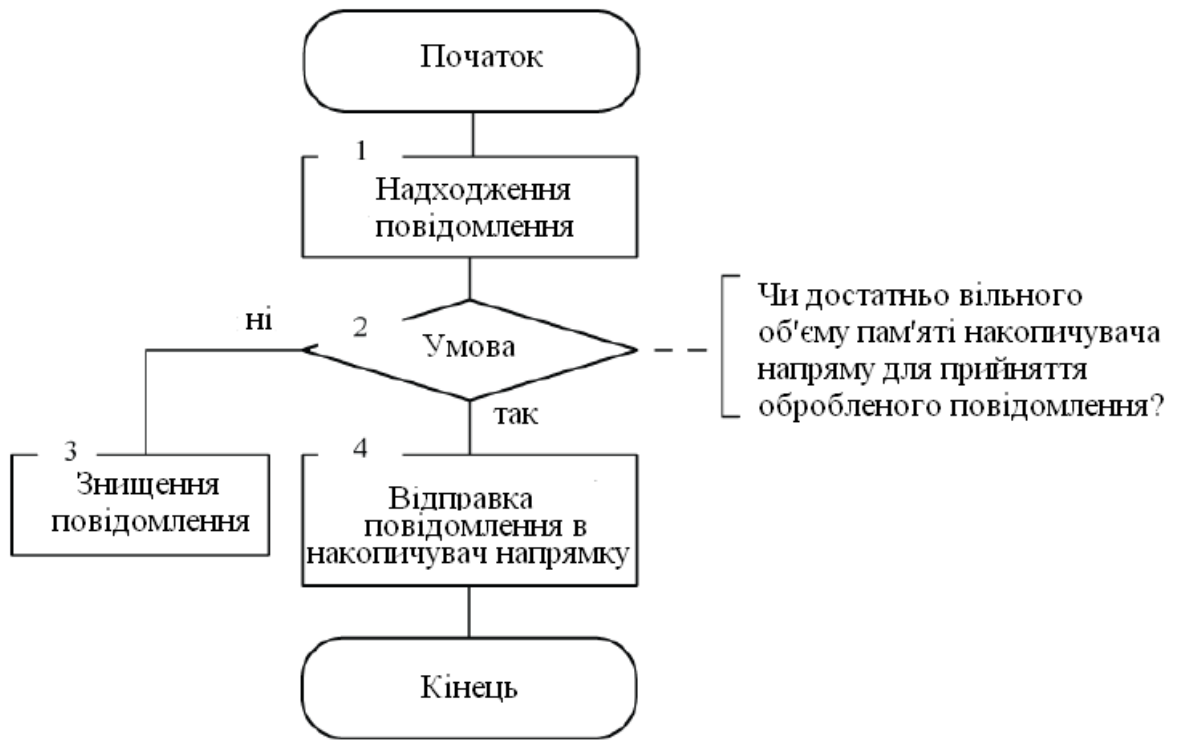 Початок
1
Надходження
повідомлення
ні
2
Умова
Чи достатньо вільного
об'єму пам'яті накопичувача
напряму для прийняття
обробленого повідомлення?
так
3
Знищення
повідомлення
4
Відправка
повідомлення в
накопичувач напрямку
Кінець